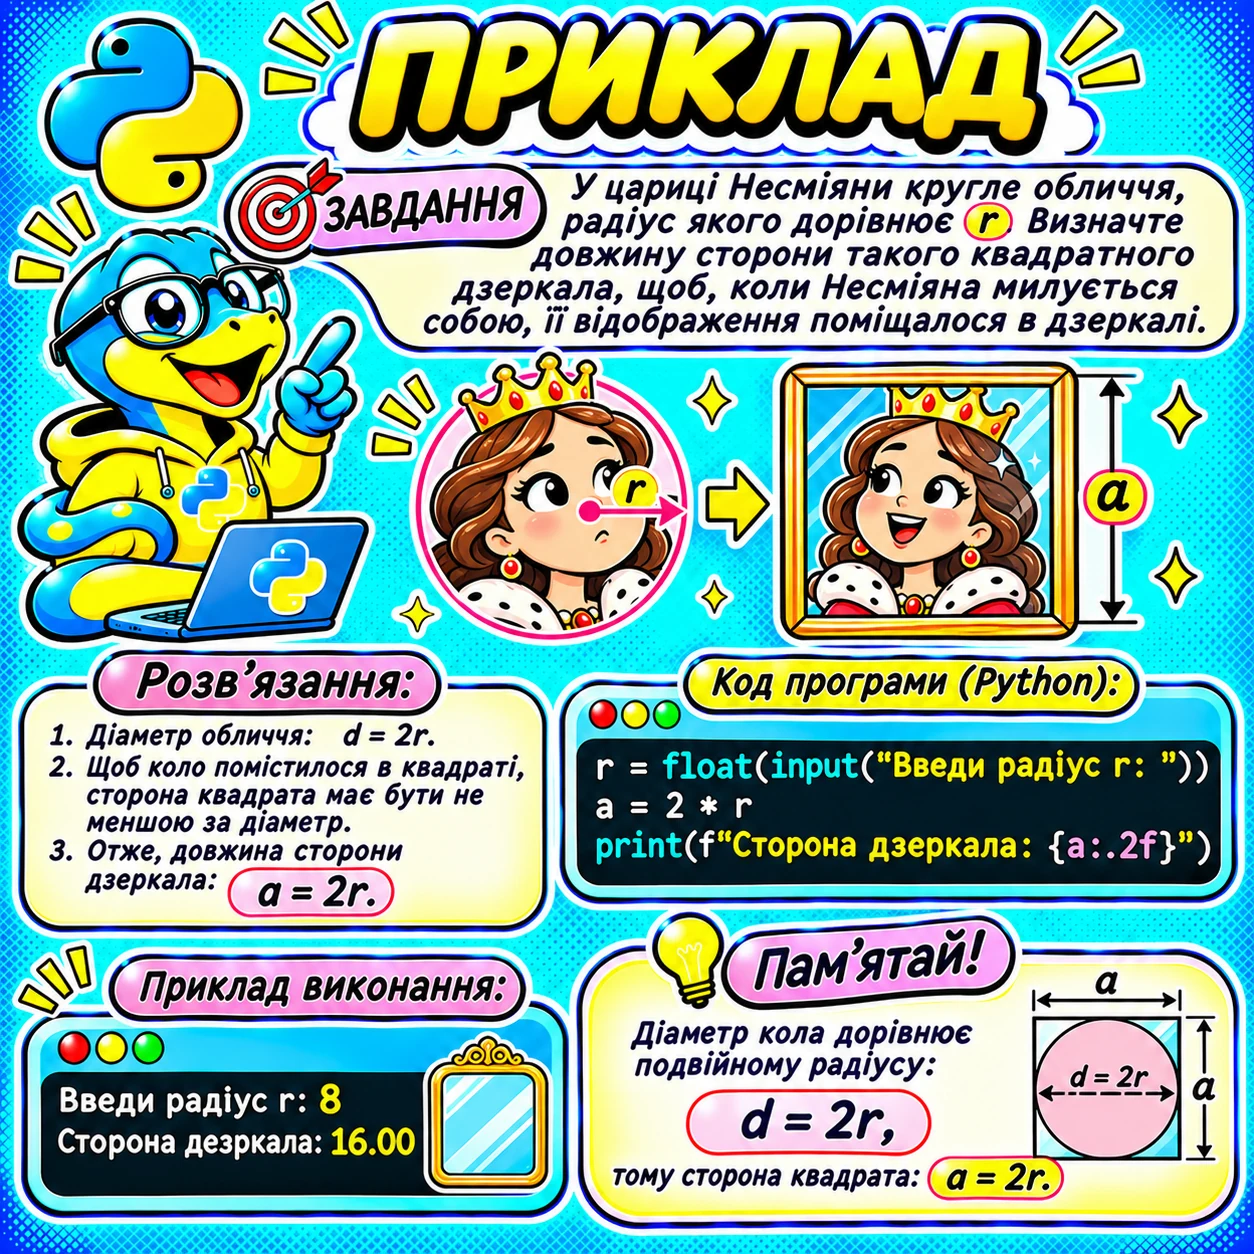 ПРИКЛАД
ЗАВДАННЯ
У цариці Несміяни кругле обличчя,
радіус якого дорівнює r. Визначте
довжину сторони такого квадратного
дзеркала, щоб, коли Несміяна милується
собою, її відображення поміщалося в дзеркалі.
r
a
Розв’язання:
1. Діаметр обличчя: d = 2r.
2. Щоб коло помістилося в квадраті,
сторона квадрата має бути не
меншою за діаметр.
3. Отже, довжина сторони
дзеркала: a = 2r.
Код програми (Python):
r = float(input(“Введи радіус r: ”))
a = 2 * r
print(f“Сторона дзеркала: {a:.2f}”)
Приклад виконання:
Введи радіус r: 8
Сторона дезркала: 16.00
Пам’ятай!
Діаметр кола дорівнює
подвійному радіусу:
d = 2r,
тому сторона квадрата: a = 2r.
a
d = 2r
a